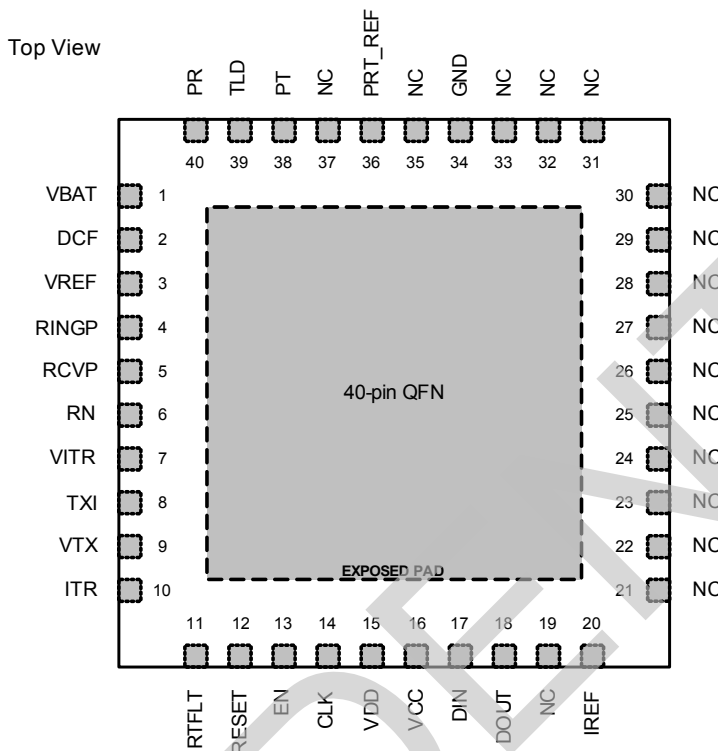 Top View
PR
TLD
PT
NC
PRT_REF
NC
GND
NC
NC
NC
40
39
38
37
36
35
34
33
32
31
VBAT 1
DCF 2
VREF 3
RINGP 4
RCVP 5
RN 6
VITR 7
TXI 8
VTX 9
ITR 10
30 NC
29 NC
28 NC
27 NC
26 NC
25 NC
24 NC
23 NC
22 NC
21 NC
40-pin QFN
EXPOSED PAD
11
12
13
14
15
16
17
18
19
20
RTFLT
RESET
EN
CLK
VDD
VCC
DIN
DOUT
NC
IREF